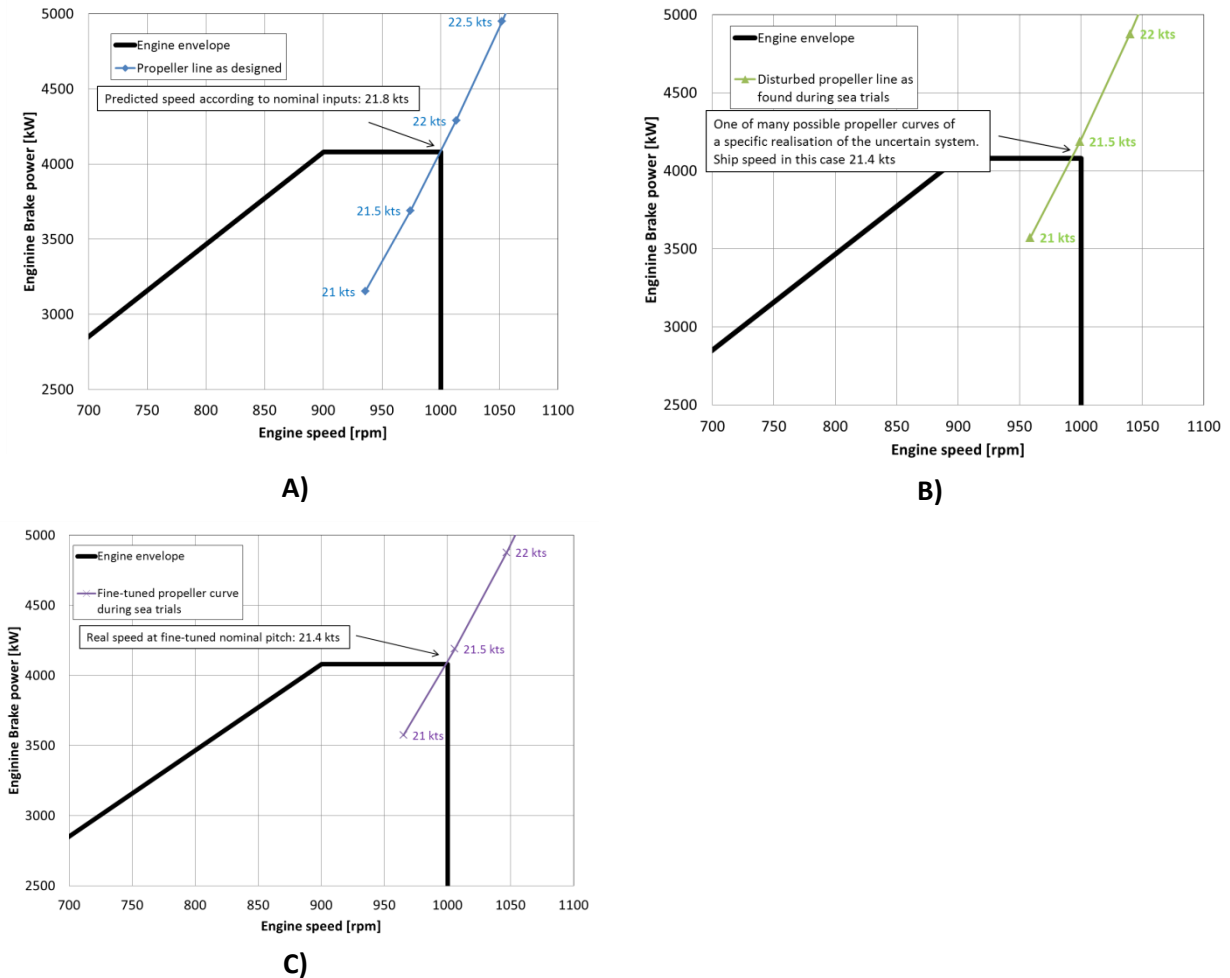 5000
4500
4000
3500
3000
2500
Enginine Brake power [kW]
Engine envelope
Propeller line as designed
Predicted speed according to nominal inputs: 21.8 kts
22.5 kts
22 kts
21.5 kts
21 kts
700 750 800 850 900 950 1000 1050 1100
Engine speed [rpm]
A)
5000
4500
4000
3500
3000
2500
Enginine Brake power [kW]
Engine envelope
Disturbed propeller line as
found during sea trials
One of many possible propeller curves of
a specific realisation of the uncertain system.
Ship speed in this case 21.4 kts
22 kts
21.5 kts
21 kts
700 750 800 850 900 950 1000 1050 1100
Engine speed [rpm]
B)
5000
4500
4000
3500
3000
2500
Enginine Brake power [kW]
Engine envelope
Fine-tuned propeller curve
during sea trials
Real speed at fine-tuned nominal pitch: 21.4 kts
22 kts
21.5 kts
21 kts
700 750 800 850 900 950 1000 1050 1100
Engine speed [rpm]
C)